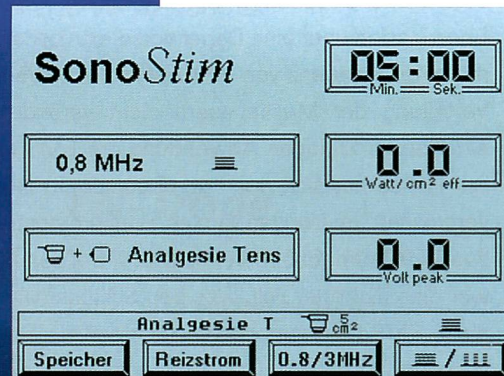 SonoStim
05:00
Min. Sek.
0,8 MHz
0.0
Watt/cm² eff
+ Analgesie Tens
0.0
Volt peak
Analgesie T 5 cm²
Speicher Reizstrom 0.8/3MHz /